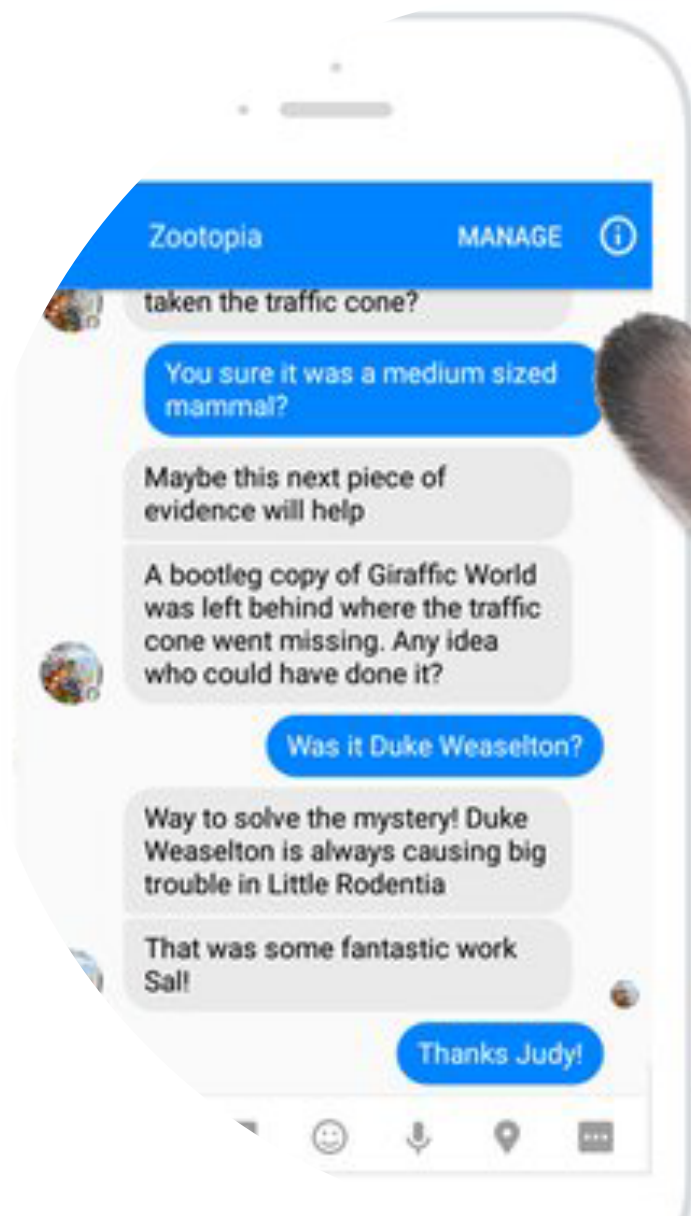 Zootopia MANAGE
taken the traffic cone?
You sure it was a medium sized
mammal?
Maybe this next piece of
evidence will help
A bootleg copy of Giraffic World
was left behind where the traffic
cone went missing. Any idea
who could have done it?
Was it Duke Weaselton?
Way to solve the mystery! Duke
Weaselton is always causing big
trouble in Little Rodentia
That was some fantastic work
Sal!
Thanks Judy!